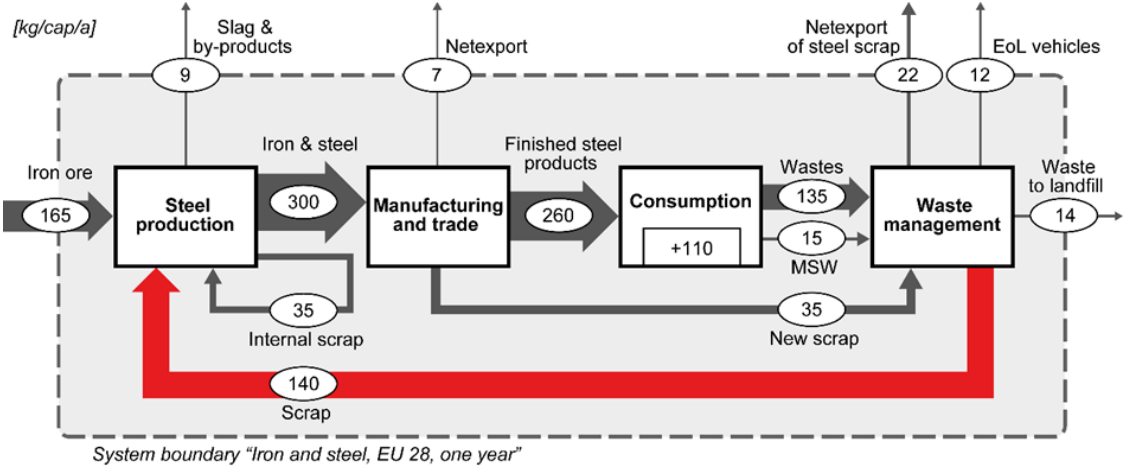 [kg/cap/a]
Slag &
by-products
9
Netexport
7
Netexport
of steel scrap
22
EoL vehicles
12
Iron ore
165
Steel
production
Iron & steel
300
Manufacturing
and trade
Finished steel
products
260
Consumption
+110
Wastes
135
15
MSW
Waste
management
Waste
to landfill
14
35
Internal scrap
35
New scrap
140
Scrap
System boundary “Iron and steel, EU 28, one year”